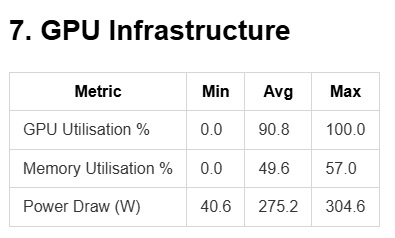 7. GPU Infrastructure
Metric Min Avg Max
GPU Utilisation % 0.0 90.8 100.0
Memory Utilisation % 0.0 49.6 57.0
Power Draw (W) 40.6 275.2 304.6